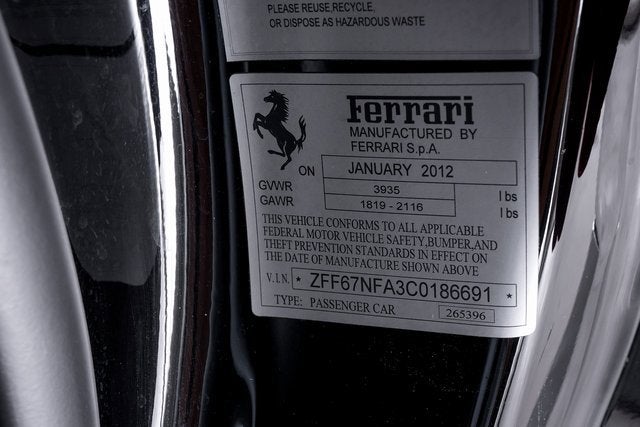 PLEASE REUSE,RECYCLE,
OR DISPOSE AS HAZARDOUS WASTE
Ferrari
MANUFACTURED BY
FERRARI S.p.A.
ON JANUARY 2012
GVWR 3935 lbs
GAWR 1819 - 2116 lbs
THIS VEHICLE CONFORMS TO ALL APPLICABLE
FEDERAL MOTOR VEHICLE SAFETY,BUMPER,AND
THEFT PREVENTION STANDARDS IN EFFECT ON
THE DATE OF MANUFACTURE SHOWN ABOVE
V.I.N. * ZFF67NFA3C0186691 *
TYPE: PASSENGER CAR 265396